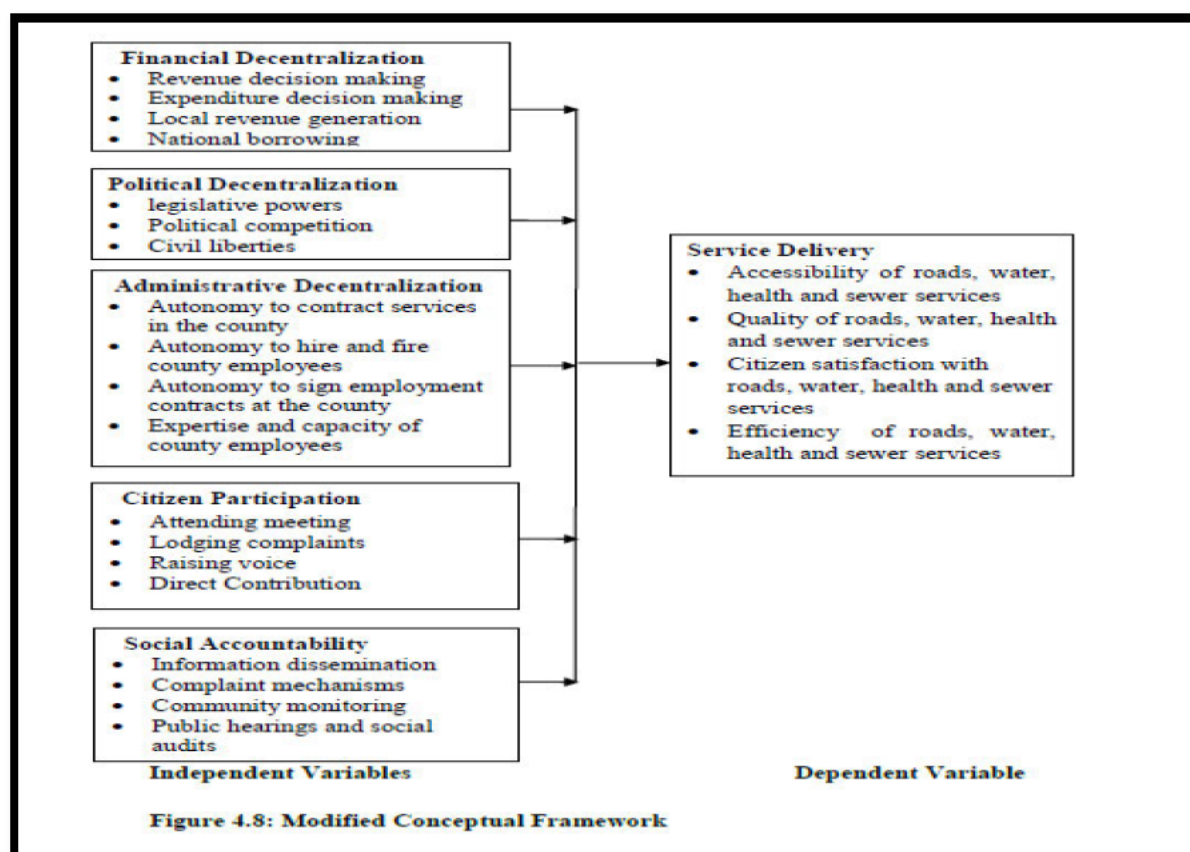 Financial Decentralization
• Revenue decision making
• Expenditure decision making
• Local revenue generation
• National borrowing
Political Decentralization
• legislative powers
• Political competition
• Civil liberties
Administrative Decentralization
• Autonomy to contract services
in the county
• Autonomy to hire and fire
county employees
• Autonomy to sign employment
contracts at the county
• Expertise and capacity of
county employees
Citizen Participation
• Attending meeting
• Lodging complaints
• Raising voice
• Direct Contribution
Social Accountability
• Information dissemination
• Complaint mechanisms
• Community monitoring
• Public hearings and social
audits
Independent Variables
Service Delivery
• Accessibility of roads, water,
health and sewer services
• Quality of roads, water, health
and sewer services
• Citizen satisfaction with
roads, water, health and sewer
services
• Efficiency of roads, water,
health and sewer services
Dependent Variable
Figure 4.8: Modified Conceptual Framework